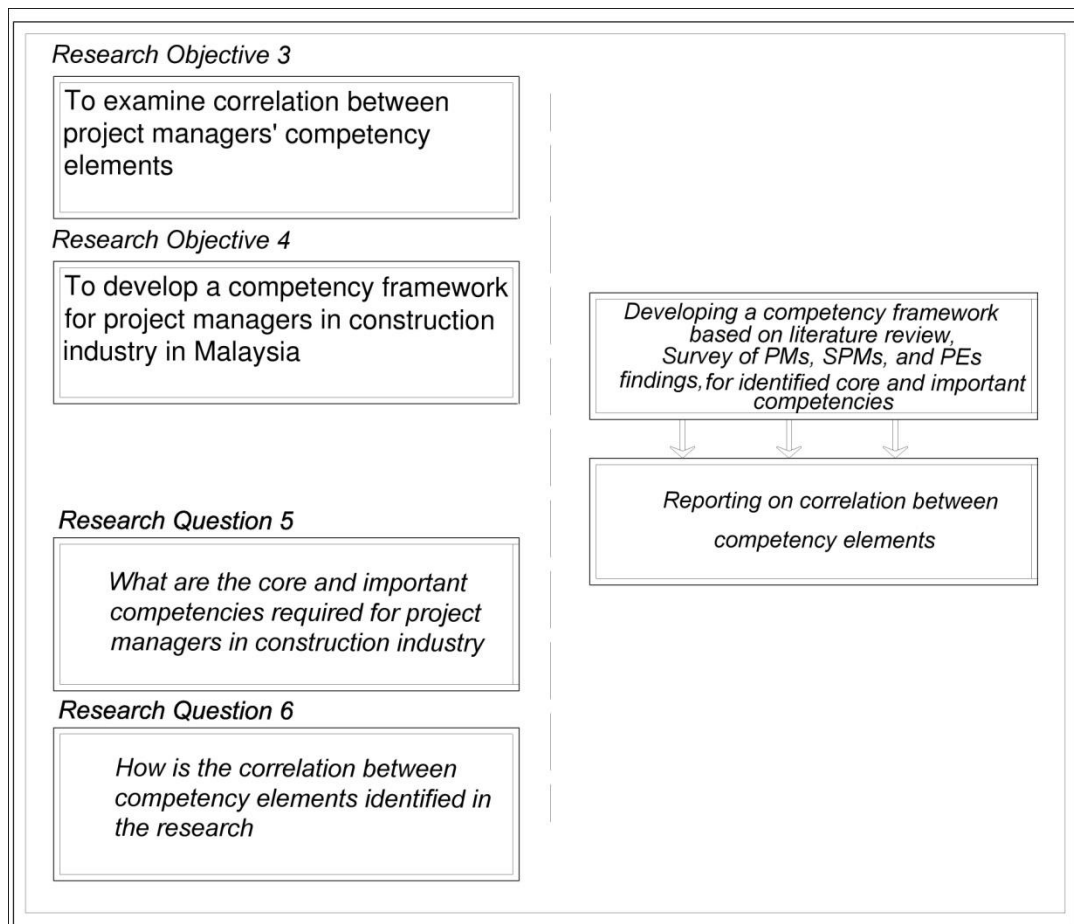 Research Objective 3
To examine correlation between
project managers' competency
elements
Research Objective 4
To develop a competency framework
for project managers in construction
industry in Malaysia
Research Question 5
What are the core and important
competencies required for project
managers in construction industry
Research Question 6
How is the correlation between
competency elements identified in
the research
Developing a competency framework
based on literature review,
Survey of PMs, SPMs, and PEs
findings, for identified core and important
competencies
Reporting on correlation between
competency elements